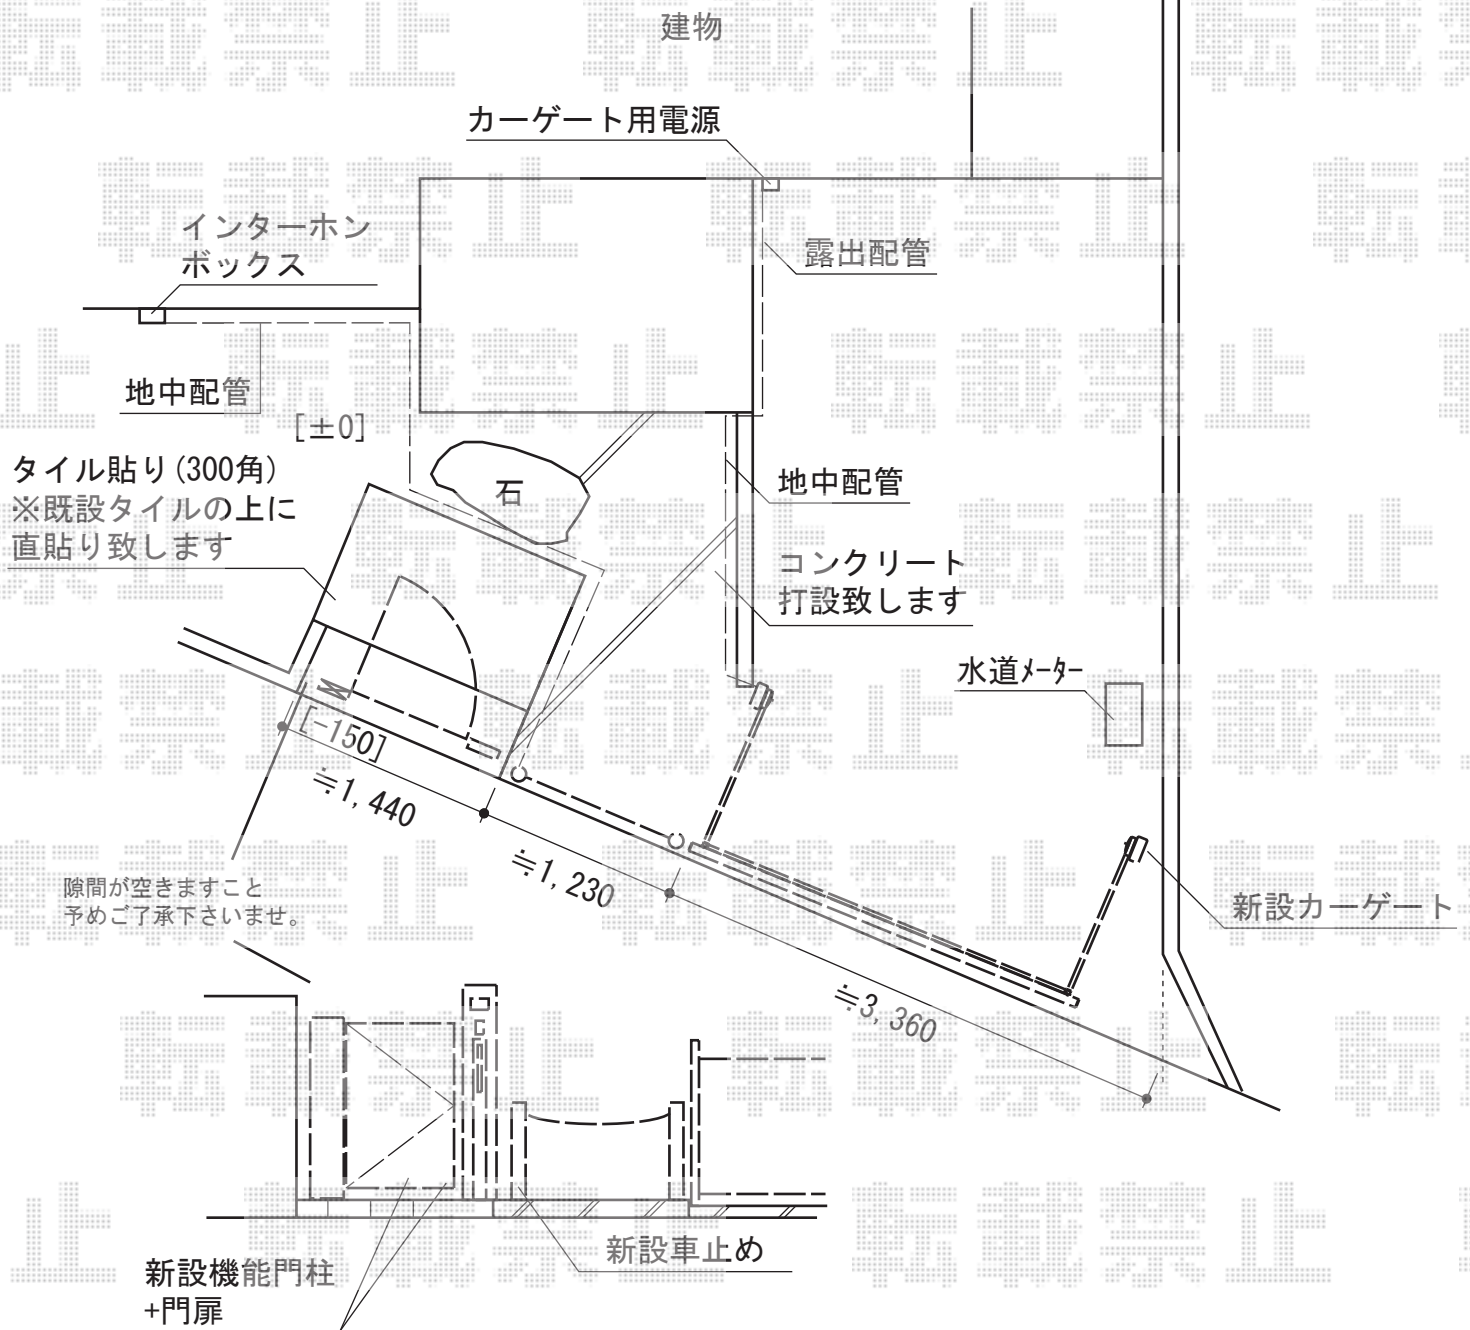 建物
カーゲート用電源
インターホン
ボックス
露出配管
地中配管
[±0]
タイル貼り(300角)
※既設タイルの上に
直貼り致します
石
地中配管
コンクリート
打設致します
水道メーター
[-150]
≒1,440
≒1,230
≒3,360
隙間が空きますこと
予めご了承下さいませ。
新設カーゲート
新設車止め
新設機能門柱
+門扉
転載禁止